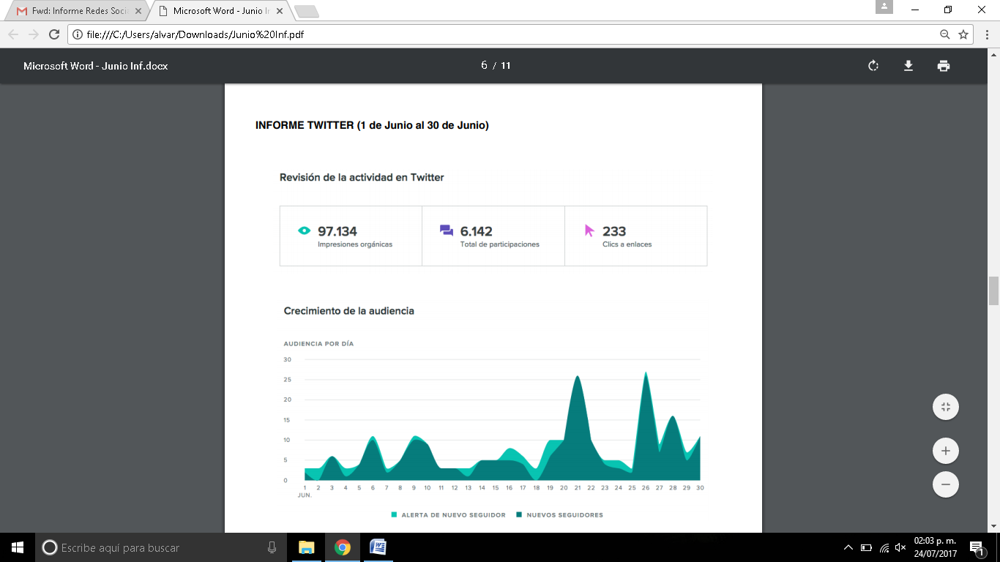 Fwd: Informe Redes Soci
Microsoft Word - Junio In
file:///C:/Users/alvar/Downloads/Junio%20Inf.pdf
Microsoft Word - Junio Inf.docx
6 / 11
INFORME TWITTER (1 de Junio al 30 de Junio)
Revisión de la actividad en Twitter
97.134
Impresiones orgánicas
6.142
Total de participaciones
233
Clics a enlaces
Crecimiento de la audiencia
AUDIENCIA POR DÍA
30
25
20
15
10
5
0
1 2 3 4 5 6 7 8 9 10 11 12 13 14 15 16 17 18 19 20 21 22 23 24 25 26 27 28 29 30
JUN.
ALERTA DE NUEVO SEGUIDOR NUEVOS SEGUIDORES
Escribe aquí para buscar
02:03 p. m.
24/07/2017
1